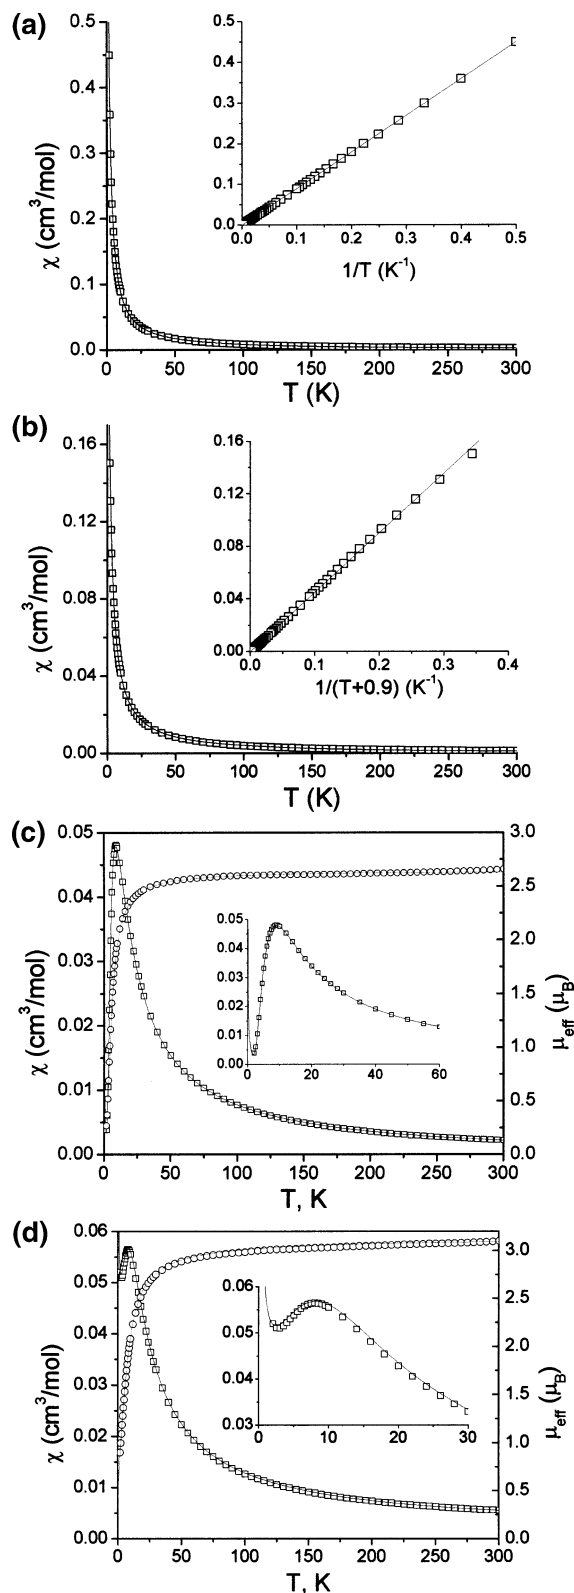 (a)
0.5
0.4
0.3
0.2
0.1
0.0
χ (cm³/mol)
0 50 100 150 200 250 300
T (K)
0.5
0.4
0.3
0.2
0.1
0.0
0.0 0.1 0.2 0.3 0.4 0.5
1/T (K⁻¹)
(b)
0.16
0.12
0.08
0.04
0.00
χ (cm³/mol)
0 50 100 150 200 250 300
T (K)
0.16
0.12
0.08
0.04
0.00
0.0 0.1 0.2 0.3 0.4
1/(T+0.9) (K⁻¹)
(c)
0.05
0.04
0.03
0.02
0.01
0.00
χ (cm³/mol)
0 50 100 150 200 250 300
T, K
3.0
2.5
2.0
1.5
1.0
0.5
0.0
μeff (μB)
0.05
0.04
0.03
0.02
0.01
0.00
0 20 40 60
(d)
0.06
0.05
0.04
0.03
0.02
0.01
0.00
χ (cm³/mol)
0 50 100 150 200 250 300
T, K
3.0
2.5
2.0
1.5
1.0
0.5
0.0
μeff (μB)
0.06
0.05
0.04
0.03
0 10 20 30